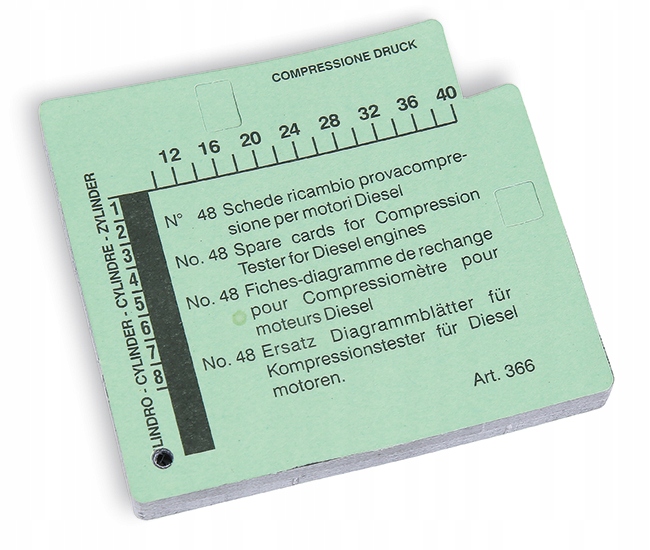 COMPRESSIONE DRUCK
12 16 20 24 28 32 36 40
LINDRO - CYLINDER - CYLINDRE - ZYLINDER
1
2
3
4
5
6
7
8
N° 48 Schede ricambio provacompre-
sione per motori Diesel
No. 48 Spare cards for Compression
Tester for Diesel engines
No. 48 Fiches-diagramme de rechange
pour Compressiomètre pour
moteurs Diesel
No. 48 Ersatz Diagrammblätter für
Kompressionstester für Diesel
motoren.
Art. 366